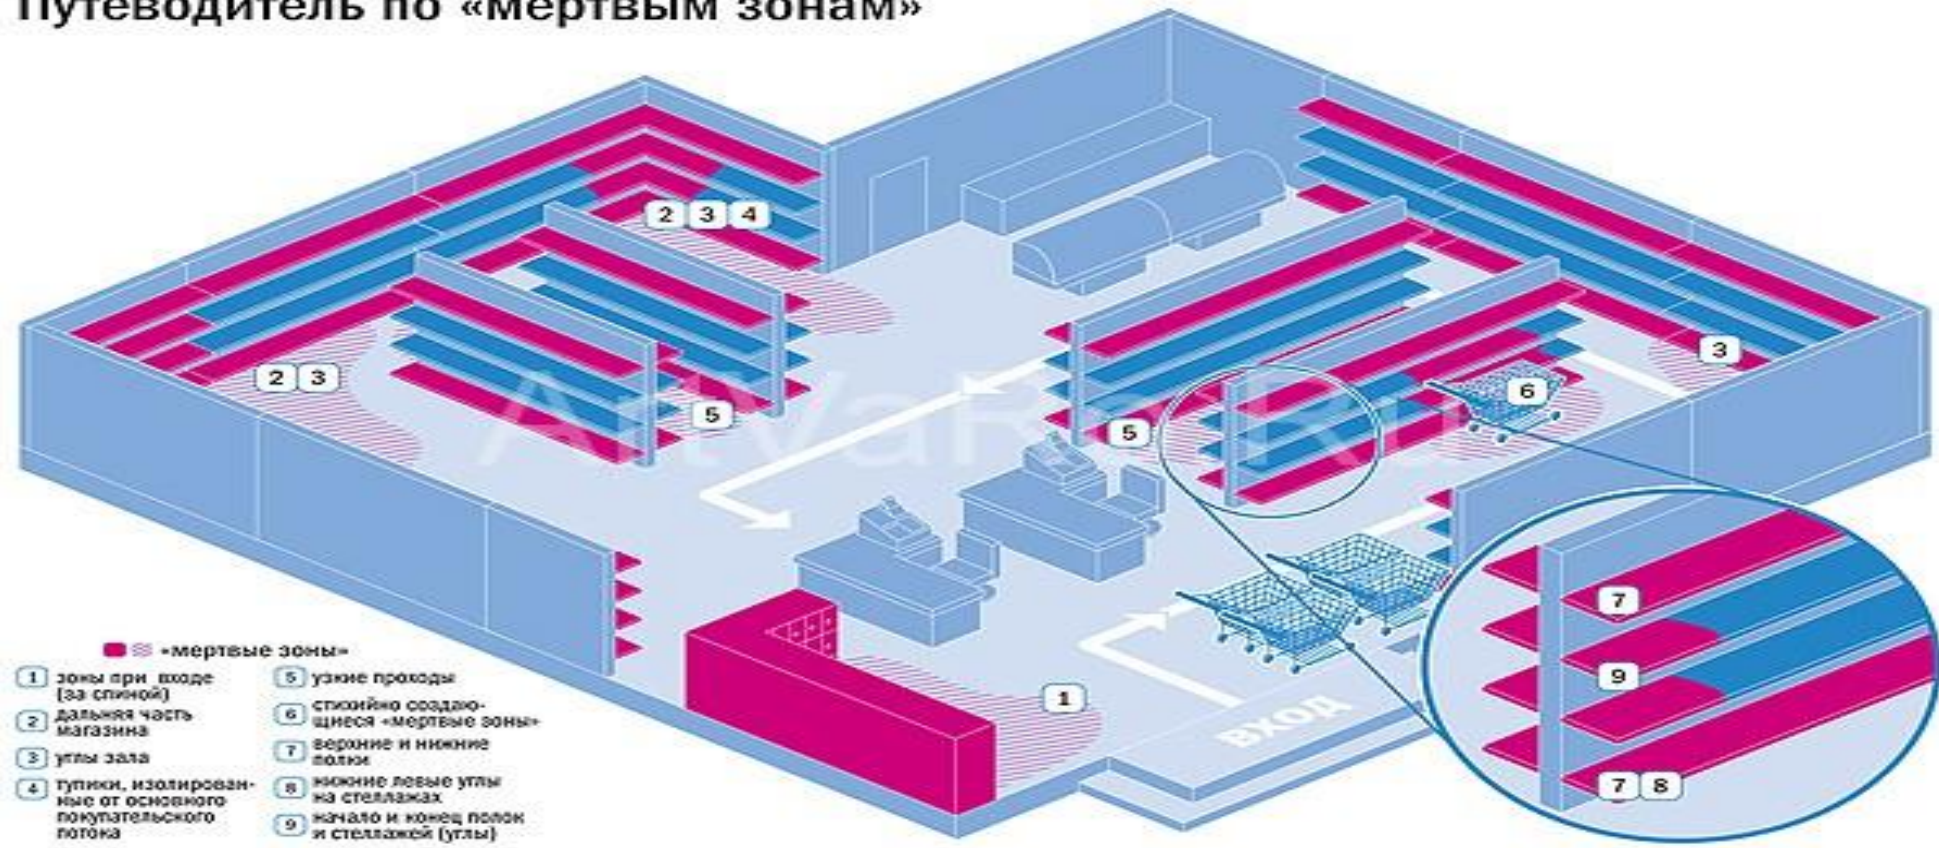 Путеводитель по «мертвым зонам»
2 3 4
3
2 3
6
5
5
ArtVaRe.Ru
7
«мертвые зоны»
9
1 зоны при входе
(за спиной)
2 дальняя часть
магазина
3 углы зала
4 тупики, изолирован-
ные от основного
покупательского
потока
5 узкие проходы
6 стихийно создаю-
щиеся «мертвые зоны»
7 верхние и нижние
полки
8 нижние левые углы
на стеллажах
9 начало и конец полок
и стеллажей (углы)
1
ВХОД
7 8